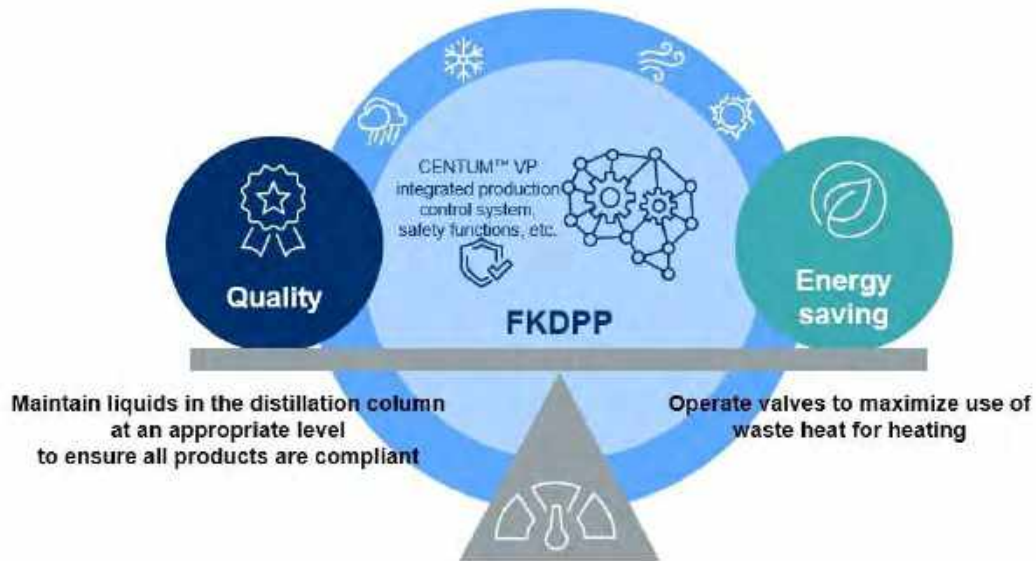 CENTUM™ VP
integrated production
control system,
safety functions, etc.
Quality
FKDPP
Energy
saving
Maintain liquids in the distillation column
at an appropriate level
to ensure all products are compliant
Operate valves to maximize use of
waste heat for heating